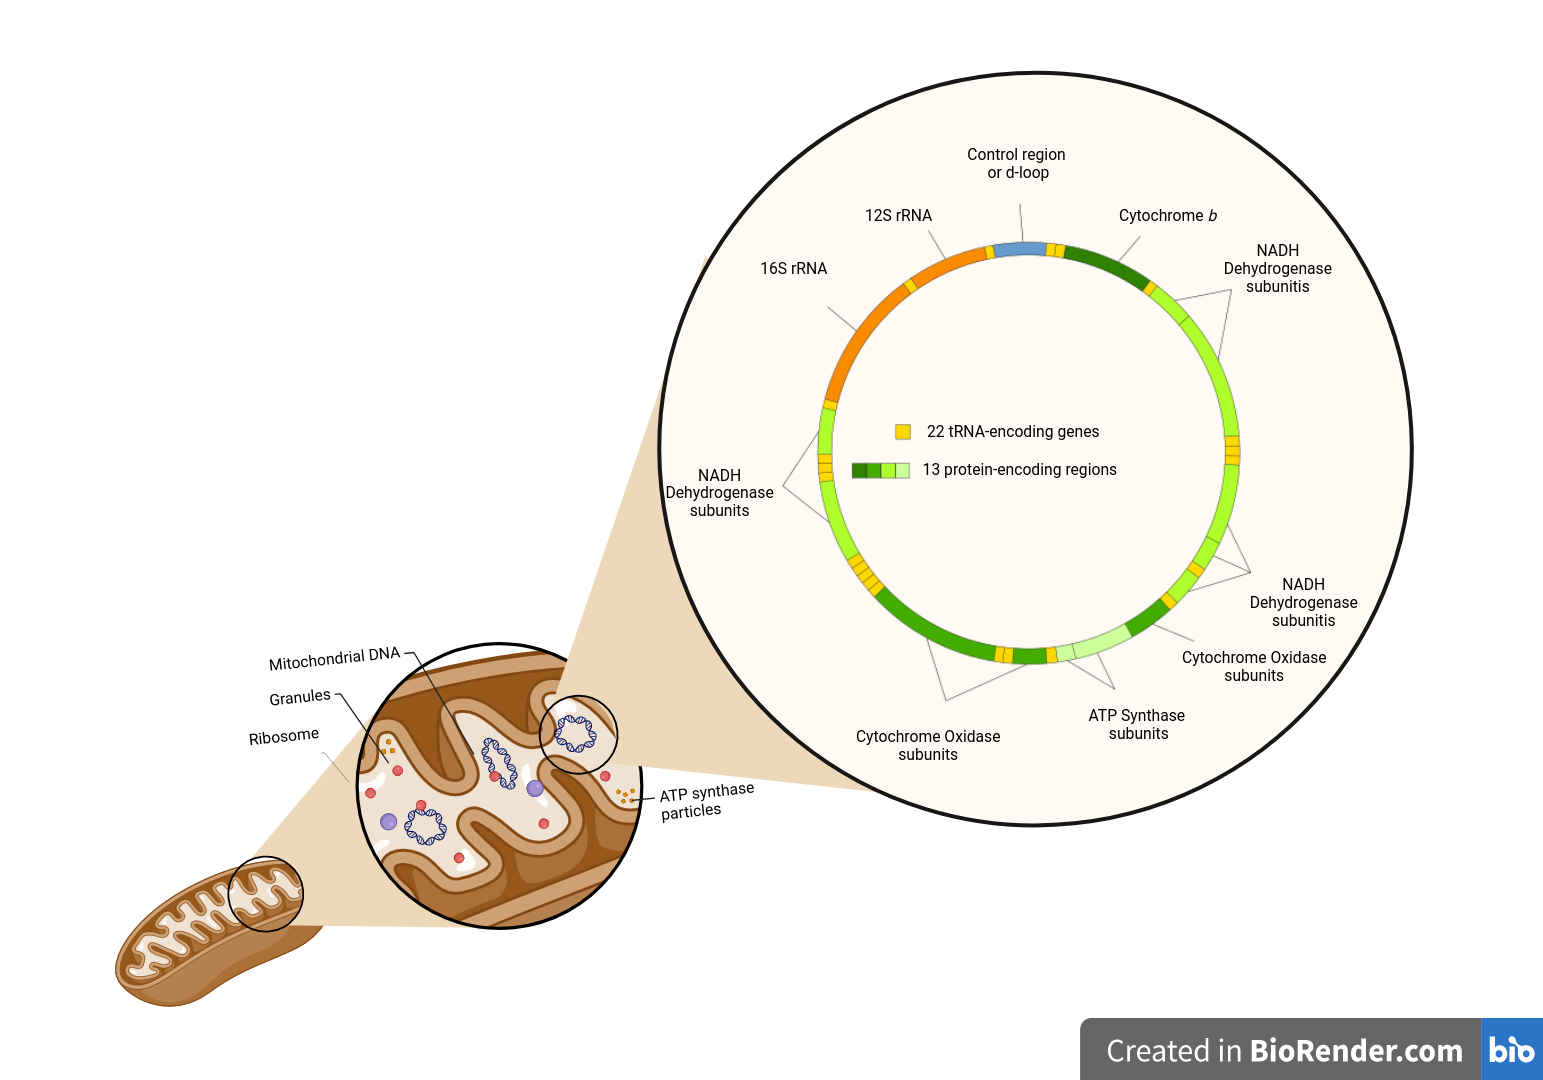 Control region
or d-loop
12S rRNA
Cytochrome b
16S rRNA
NADH
Dehydrogenase
subunitis
22 tRNA-encoding genes
13 protein-encoding regions
NADH
Dehydrogenase
subunits
NADH
Dehydrogenase
subunitis
Cytochrome Oxidase
subunits
ATP Synthase
subunits
Cytochrome Oxidase
subunits
Mitochondrial DNA
Granules
Ribosome
ATP synthase
particles
Created in BioRender.com
bio